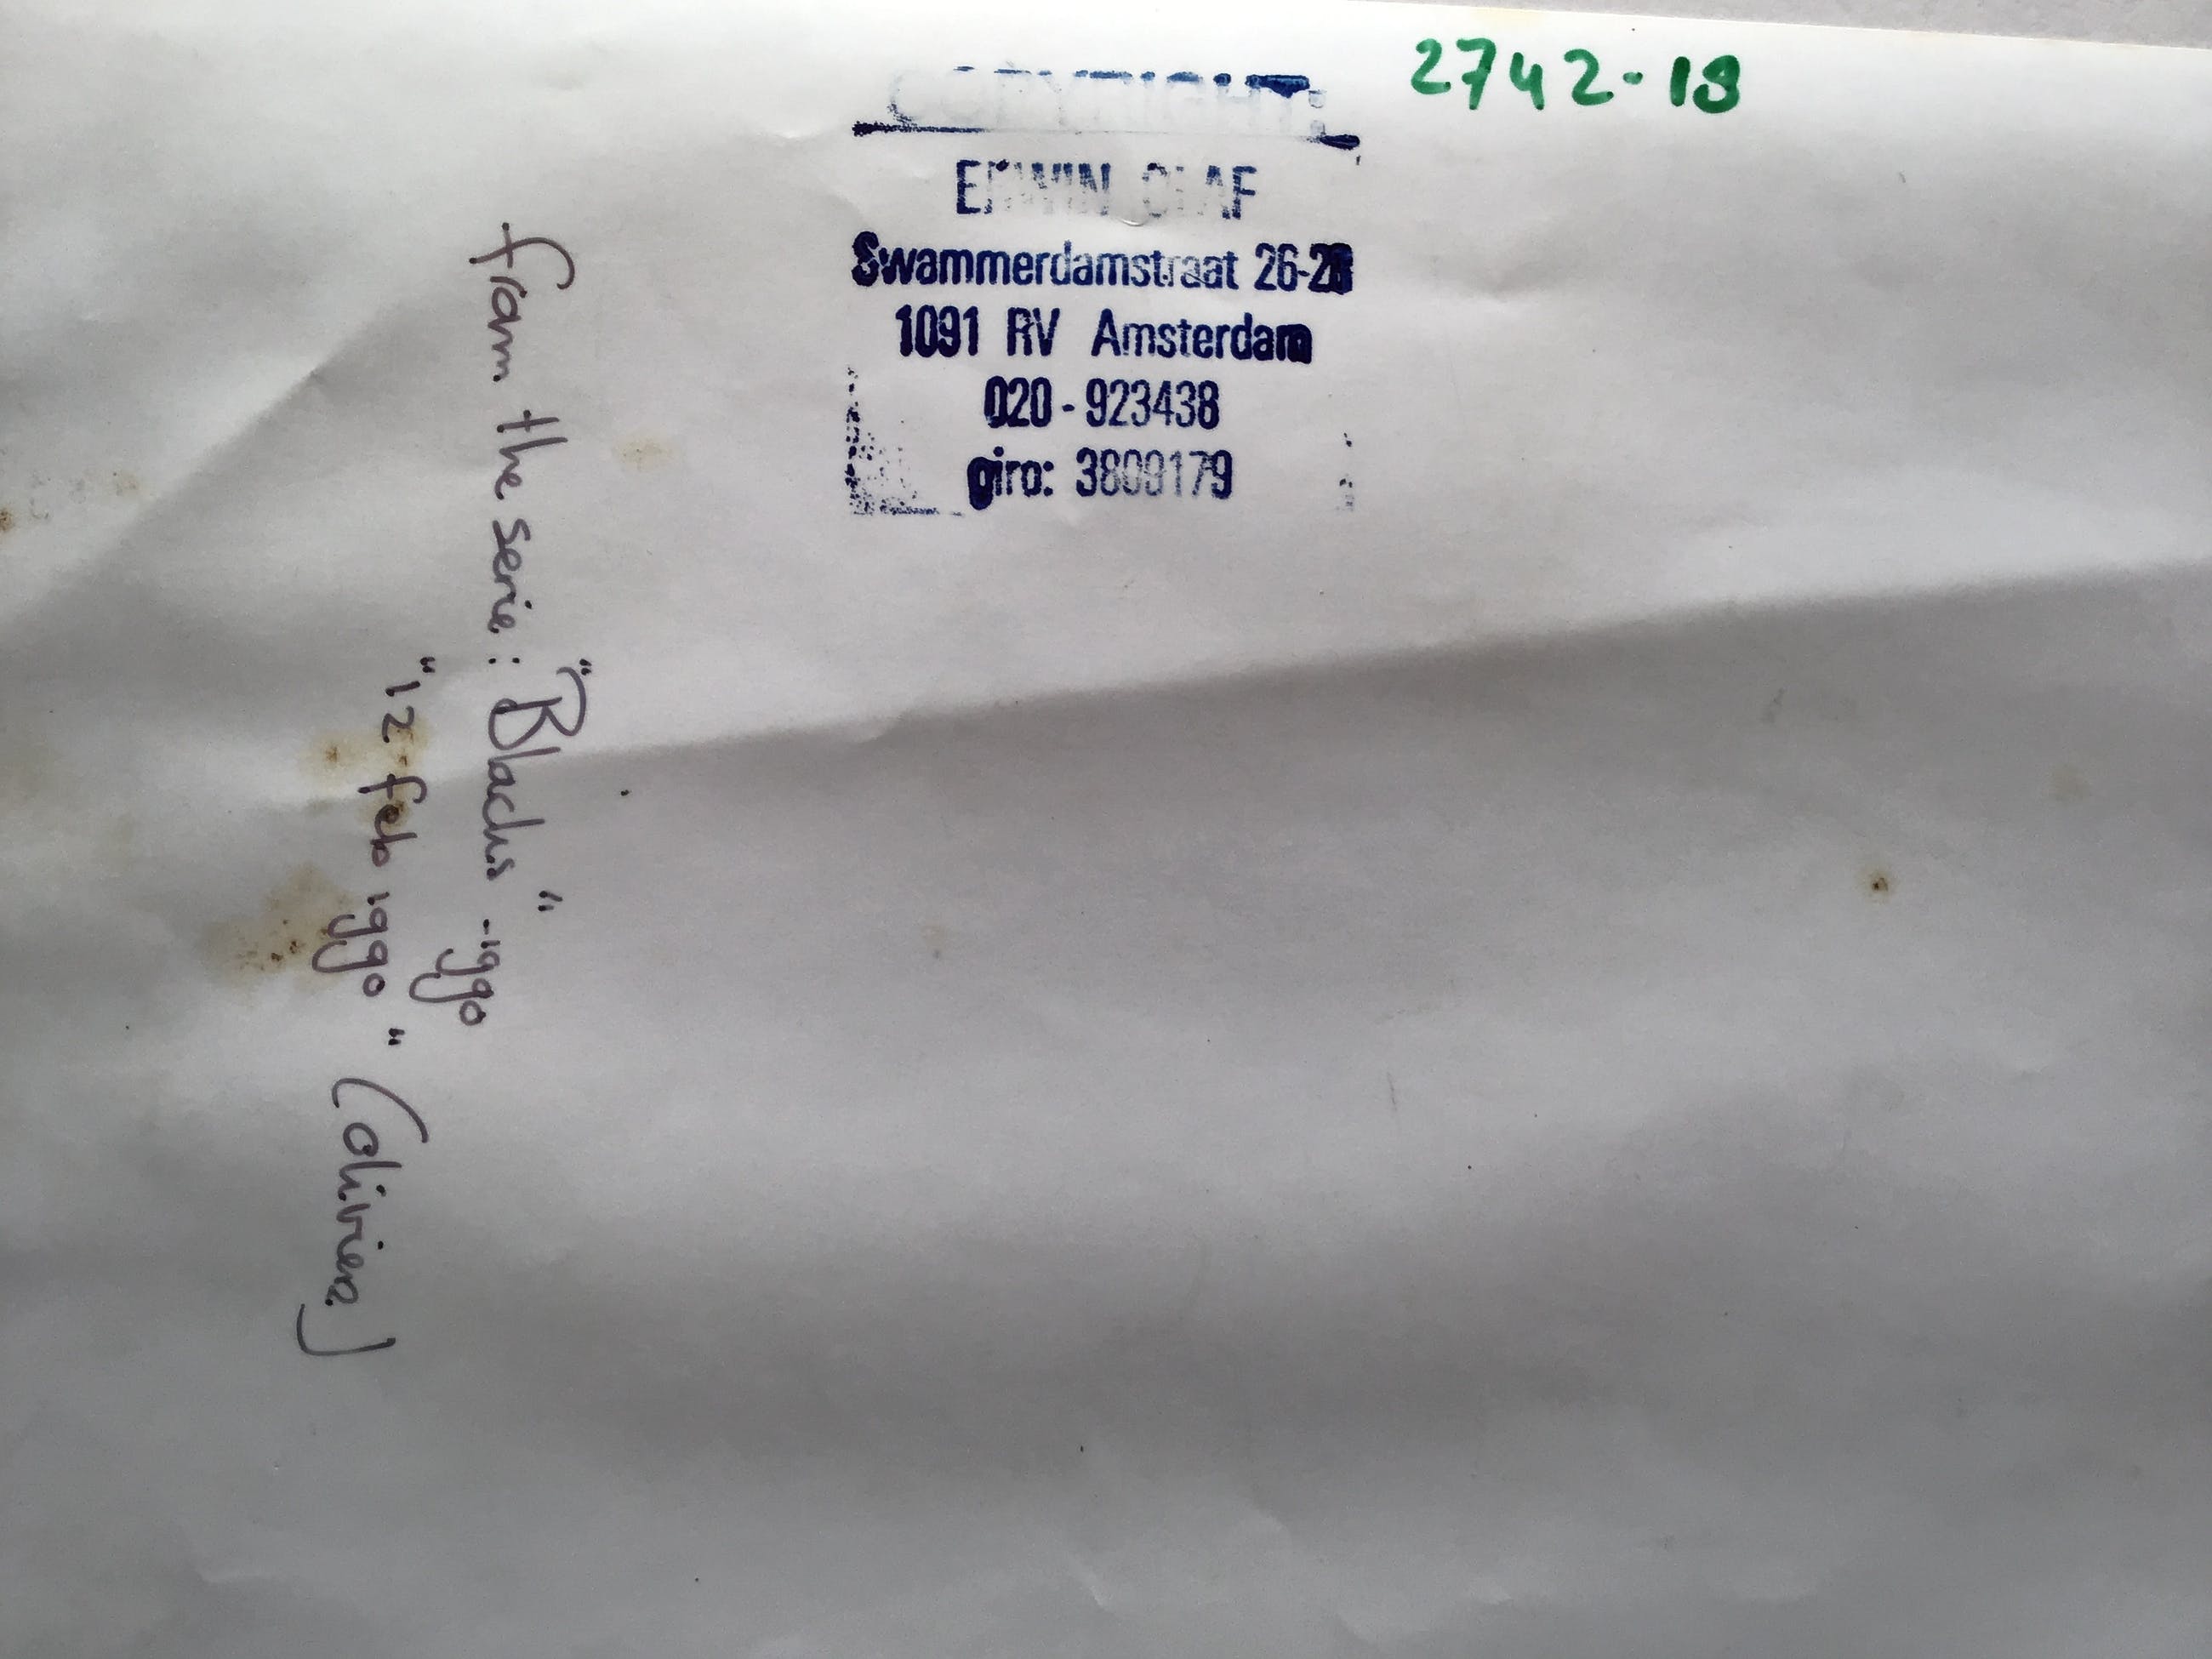 2742-18
COPYRIGHT:
ERWIN OLAF
Swammerdamstraat 26-28
1091 RV Amsterdam
020-923438
giro: 3809179
from the serie: "Blacks" -1990
"12-feb 1990" (olivier)